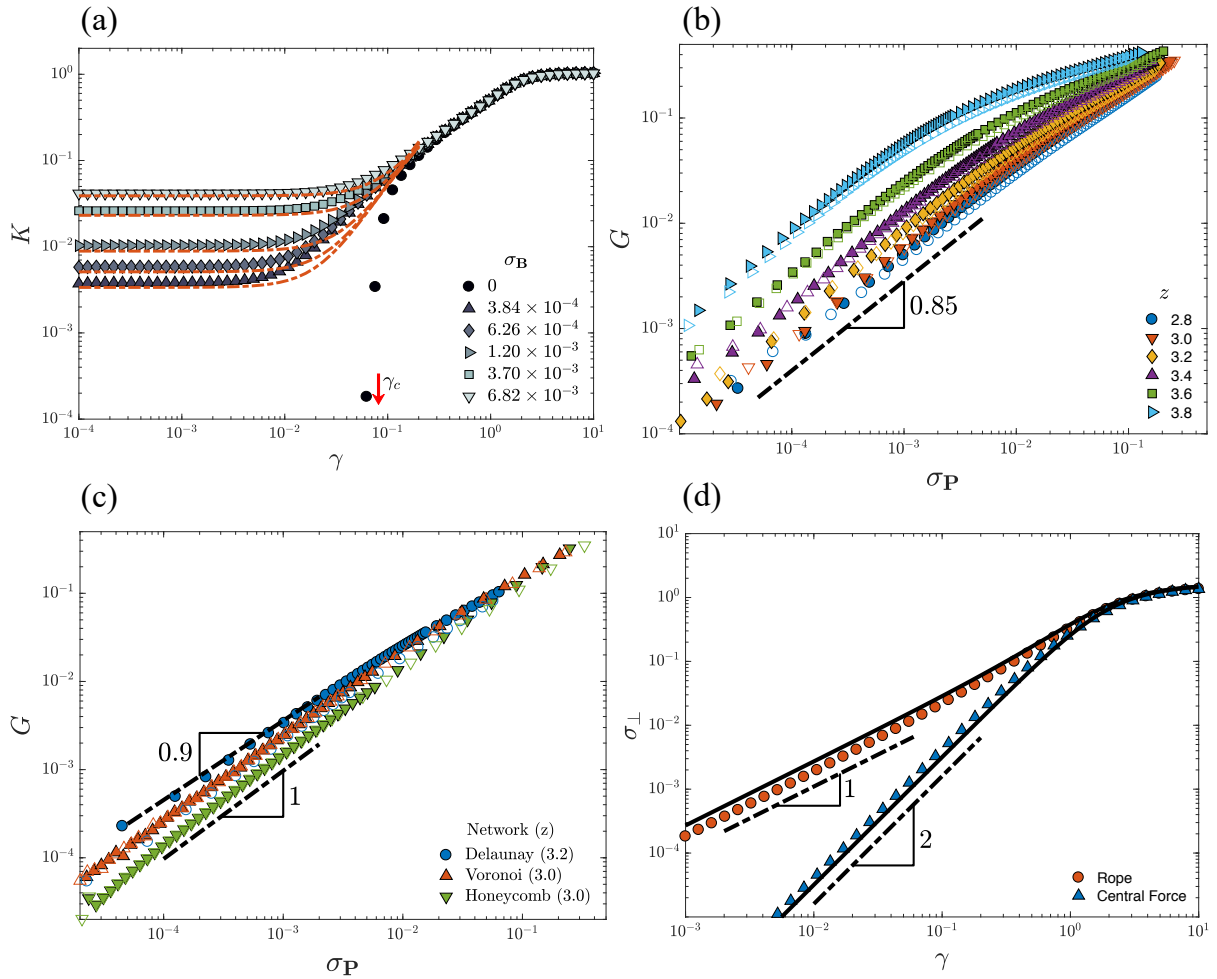 (a)
10^0
10^-1
10^-2
10^-3
10^-4
K
σ_B
0
3.84 × 10^-4
6.26 × 10^-4
1.20 × 10^-3
3.70 × 10^-3
6.82 × 10^-3
γ_c
10^-4
10^-3
10^-2
10^-1
10^0
10^1
γ
(b)
10^-1
10^-2
10^-3
10^-4
G
0.85
z
2.8
3.0
3.2
3.4
3.6
3.8
10^-4
10^-3
10^-2
10^-1
σ_P
(c)
10^-1
10^-2
10^-3
10^-4
G
0.9
1
Network (z)
Delaunay (3.2)
Voronoi (3.0)
Honeycomb (3.0)
10^-4
10^-3
10^-2
10^-1
σ_P
(d)
10^1
10^0
10^-1
10^-2
10^-3
10^-4
σ_⊥
1
2
Rope
Central Force
10^-3
10^-2
10^-1
10^0
10^1
γ